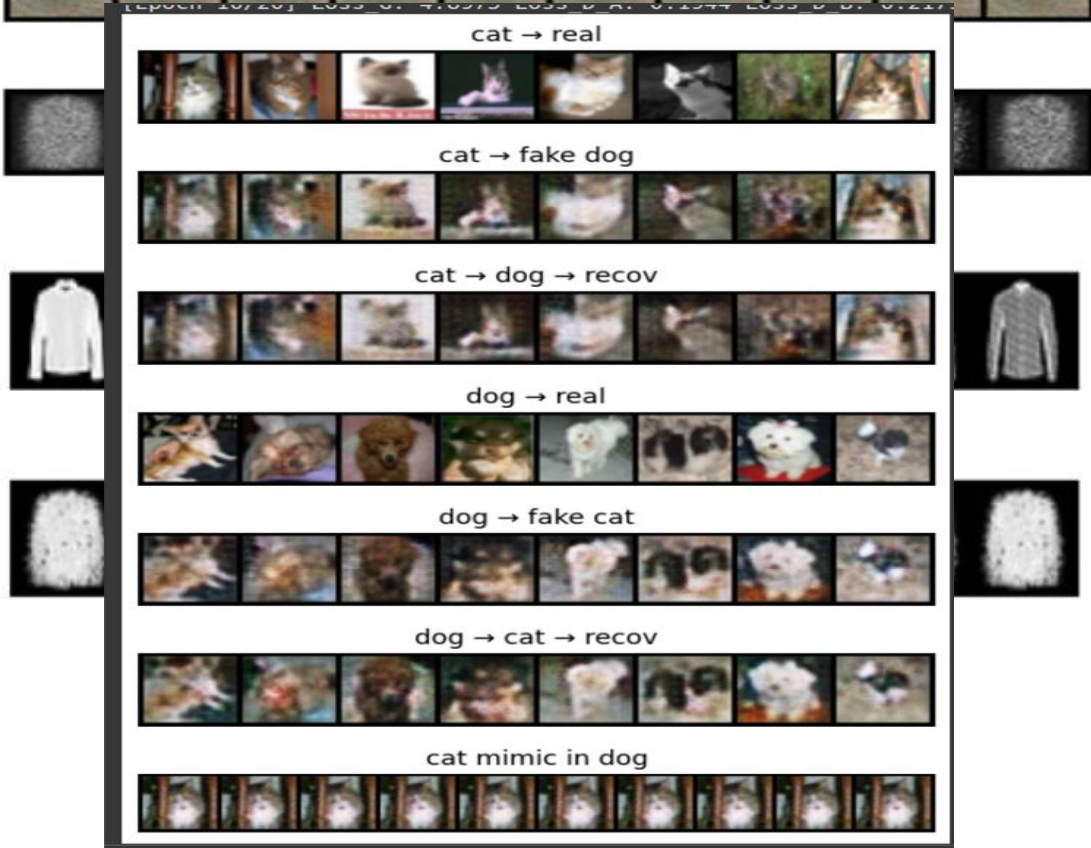 cat → real
cat → fake dog
cat → dog → recov
dog → real
dog → fake cat
dog → cat → recov
cat mimic in dog